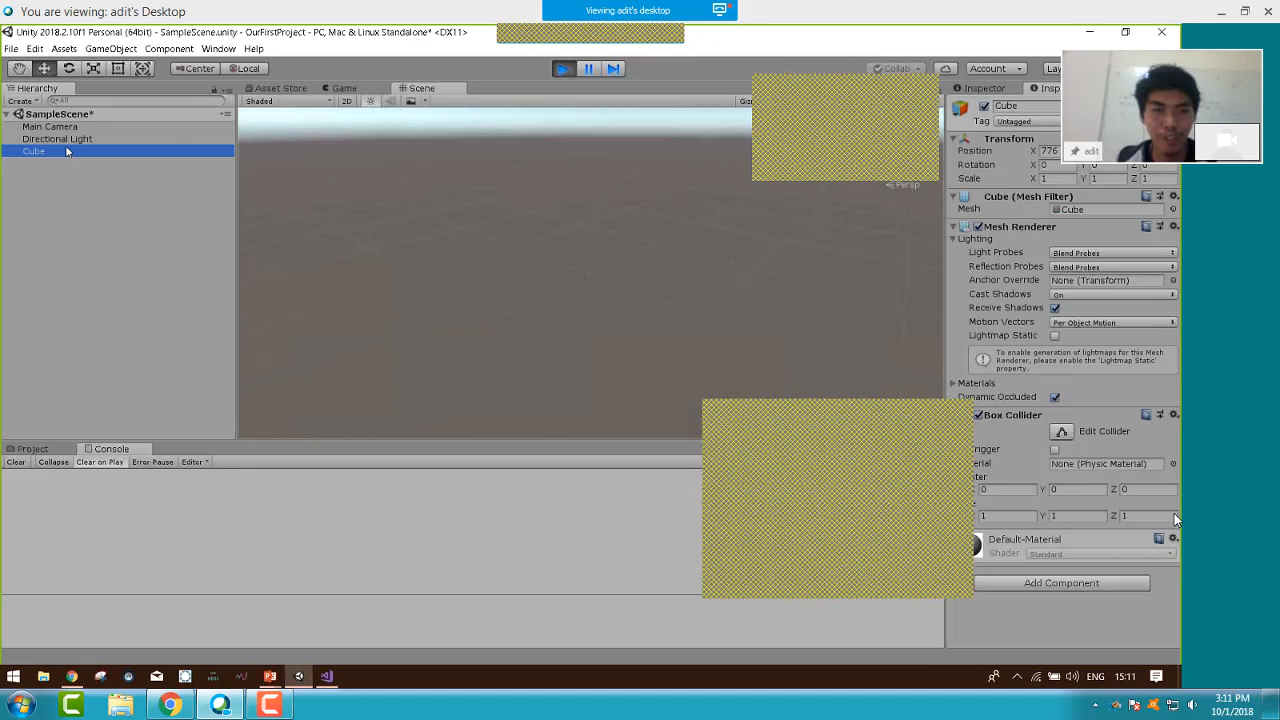 You are viewing: adit's Desktop
Viewing adit's desktop
Unity 2018.2.10f1 Personal (64bit) - SampleScene.unity - OurFirstProject - PC, Mac & Linux Standalone* <DX11>
File Edit Assets GameObject Component Window Help
Center Local Collab Account
Hierarchy Asset Store Game Scene Inspector
Create All Shaded 2D Cube
SampleScene*
Tag Untagged
Main Camera
Directional Light
Cube
Transform
Position X 776
adit
Rotation X 0
Scale X 1 Y 1 Z 1
Persp
Cube (Mesh Filter)
Mesh Cube
Mesh Renderer
Lighting
Light Probes Blend Probes
Reflection Probes Blend Probes
Anchor Override None (Transform)
Cast Shadows On
Receive Shadows
Motion Vectors Per Object Motion
Lightmap Static
To enable generation of lightmaps for this Mesh
Renderer, please enable the 'Lightmap Static'
property.
Materials
Dynamic Occluded
Box Collider
Edit Collider
Trigger
None (Physic Material)
0 Y 0 Z 0
1 Y 1 Z 1
Default-Material
Shader Standard
Add Component
Project Console
Clear Collapse Clear on Play Error Pause Editor
ENG 15:11
3:11 PM
10/1/2018